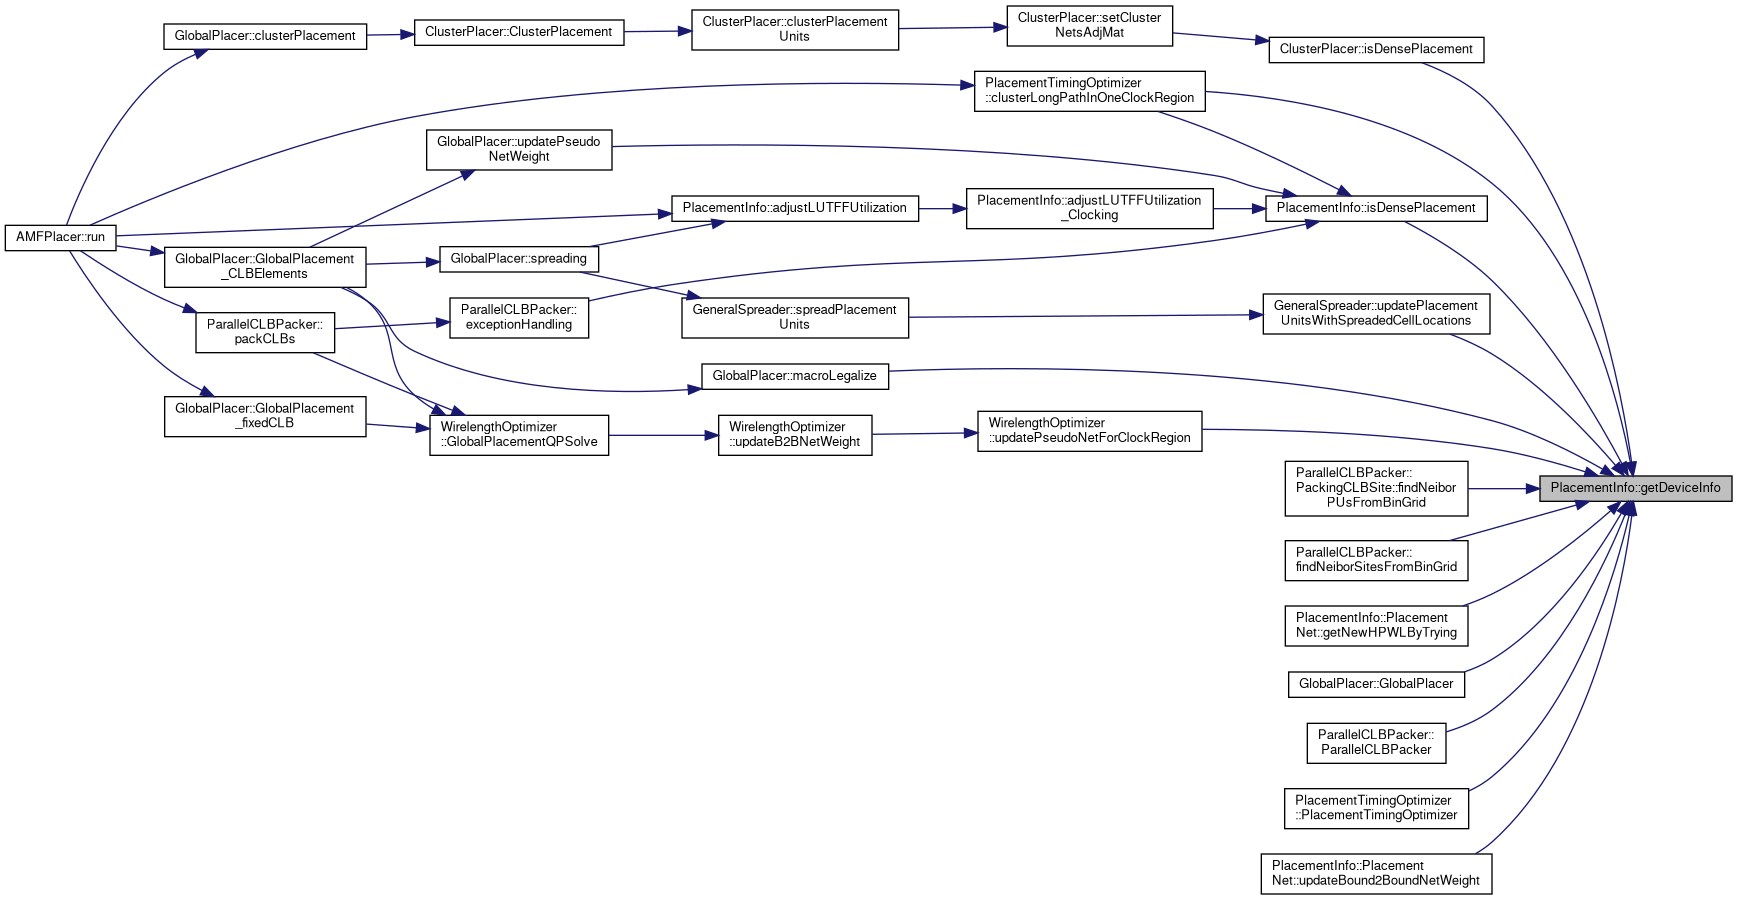 GlobalPlacer::clusterPlacement
ClusterPlacer::ClusterPlacement
ClusterPlacer::clusterPlacement
Units
ClusterPlacer::setCluster
NetsAdjMat
ClusterPlacer::isDensePlacement
PlacementTimingOptimizer
::clusterLongPathInOneClockRegion
GlobalPlacer::updatePseudo
NetWeight
PlacementInfo::adjustLUTFFUtilization
PlacementInfo::adjustLUTFFUtilization
_Clocking
PlacementInfo::isDensePlacement
AMFPlacer::run
GlobalPlacer::GlobalPlacement
_CLBElements
GlobalPlacer::spreading
ParallelCLBPacker::
packCLBs
ParallelCLBPacker::
exceptionHandling
GeneralSpreader::spreadPlacement
Units
GeneralSpreader::updatePlacement
UnitsWithSpreadedCellLocations
GlobalPlacer::macroLegalize
GlobalPlacer::GlobalPlacement
_fixedCLB
WirelengthOptimizer
::GlobalPlacementQPSolve
WirelengthOptimizer
::updateB2BNetWeight
WirelengthOptimizer
::updatePseudoNetForClockRegion
ParallelCLBPacker::
PackingCLBSite::findNeibor
PUsFromBinGrid
PlacementInfo::getDeviceInfo
ParallelCLBPacker::
findNeiborSitesFromBinGrid
PlacementInfo::Placement
Net::getNewHPWLByTrying
GlobalPlacer::GlobalPlacer
ParallelCLBPacker::
ParallelCLBPacker
PlacementTimingOptimizer
::PlacementTimingOptimizer
PlacementInfo::Placement
Net::updateBound2BoundNetWeight